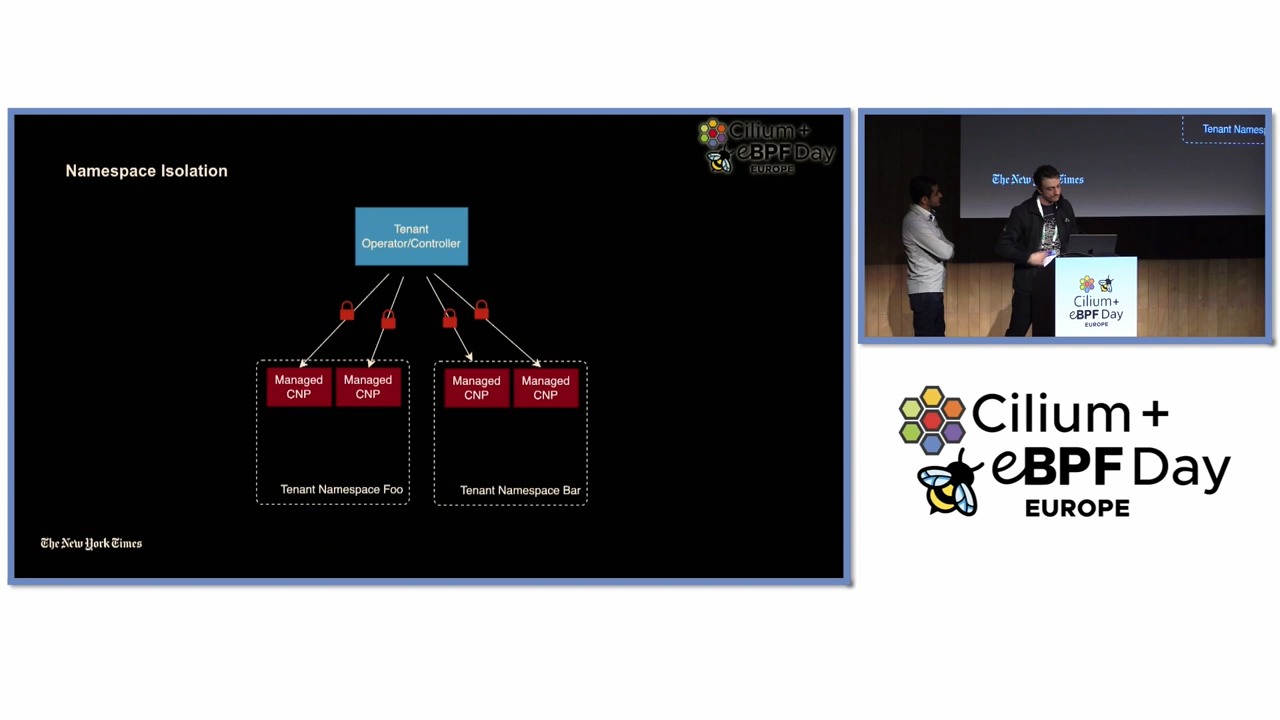 Cilium +
eBPF Day
EUROPE
Namespace Isolation
Tenant
Operator/Controller
Managed
CNP
Managed
CNP
Managed
CNP
Managed
CNP
Tenant Namespace Foo
Tenant Namespace Bar
The New York Times
Tenant Namesp
The New York Times
Cilium+
eBPF Day
EUROPE
Cilium +
eBPF Day
EUROPE